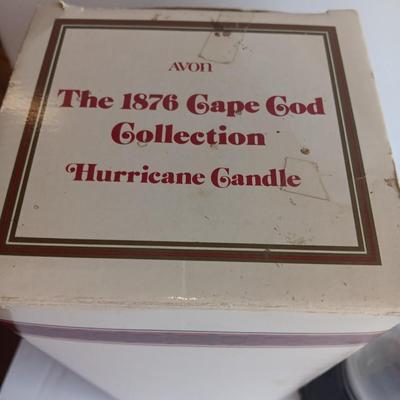 AVON
The 1876 Cape Cod
Collection
Hurricane Candle